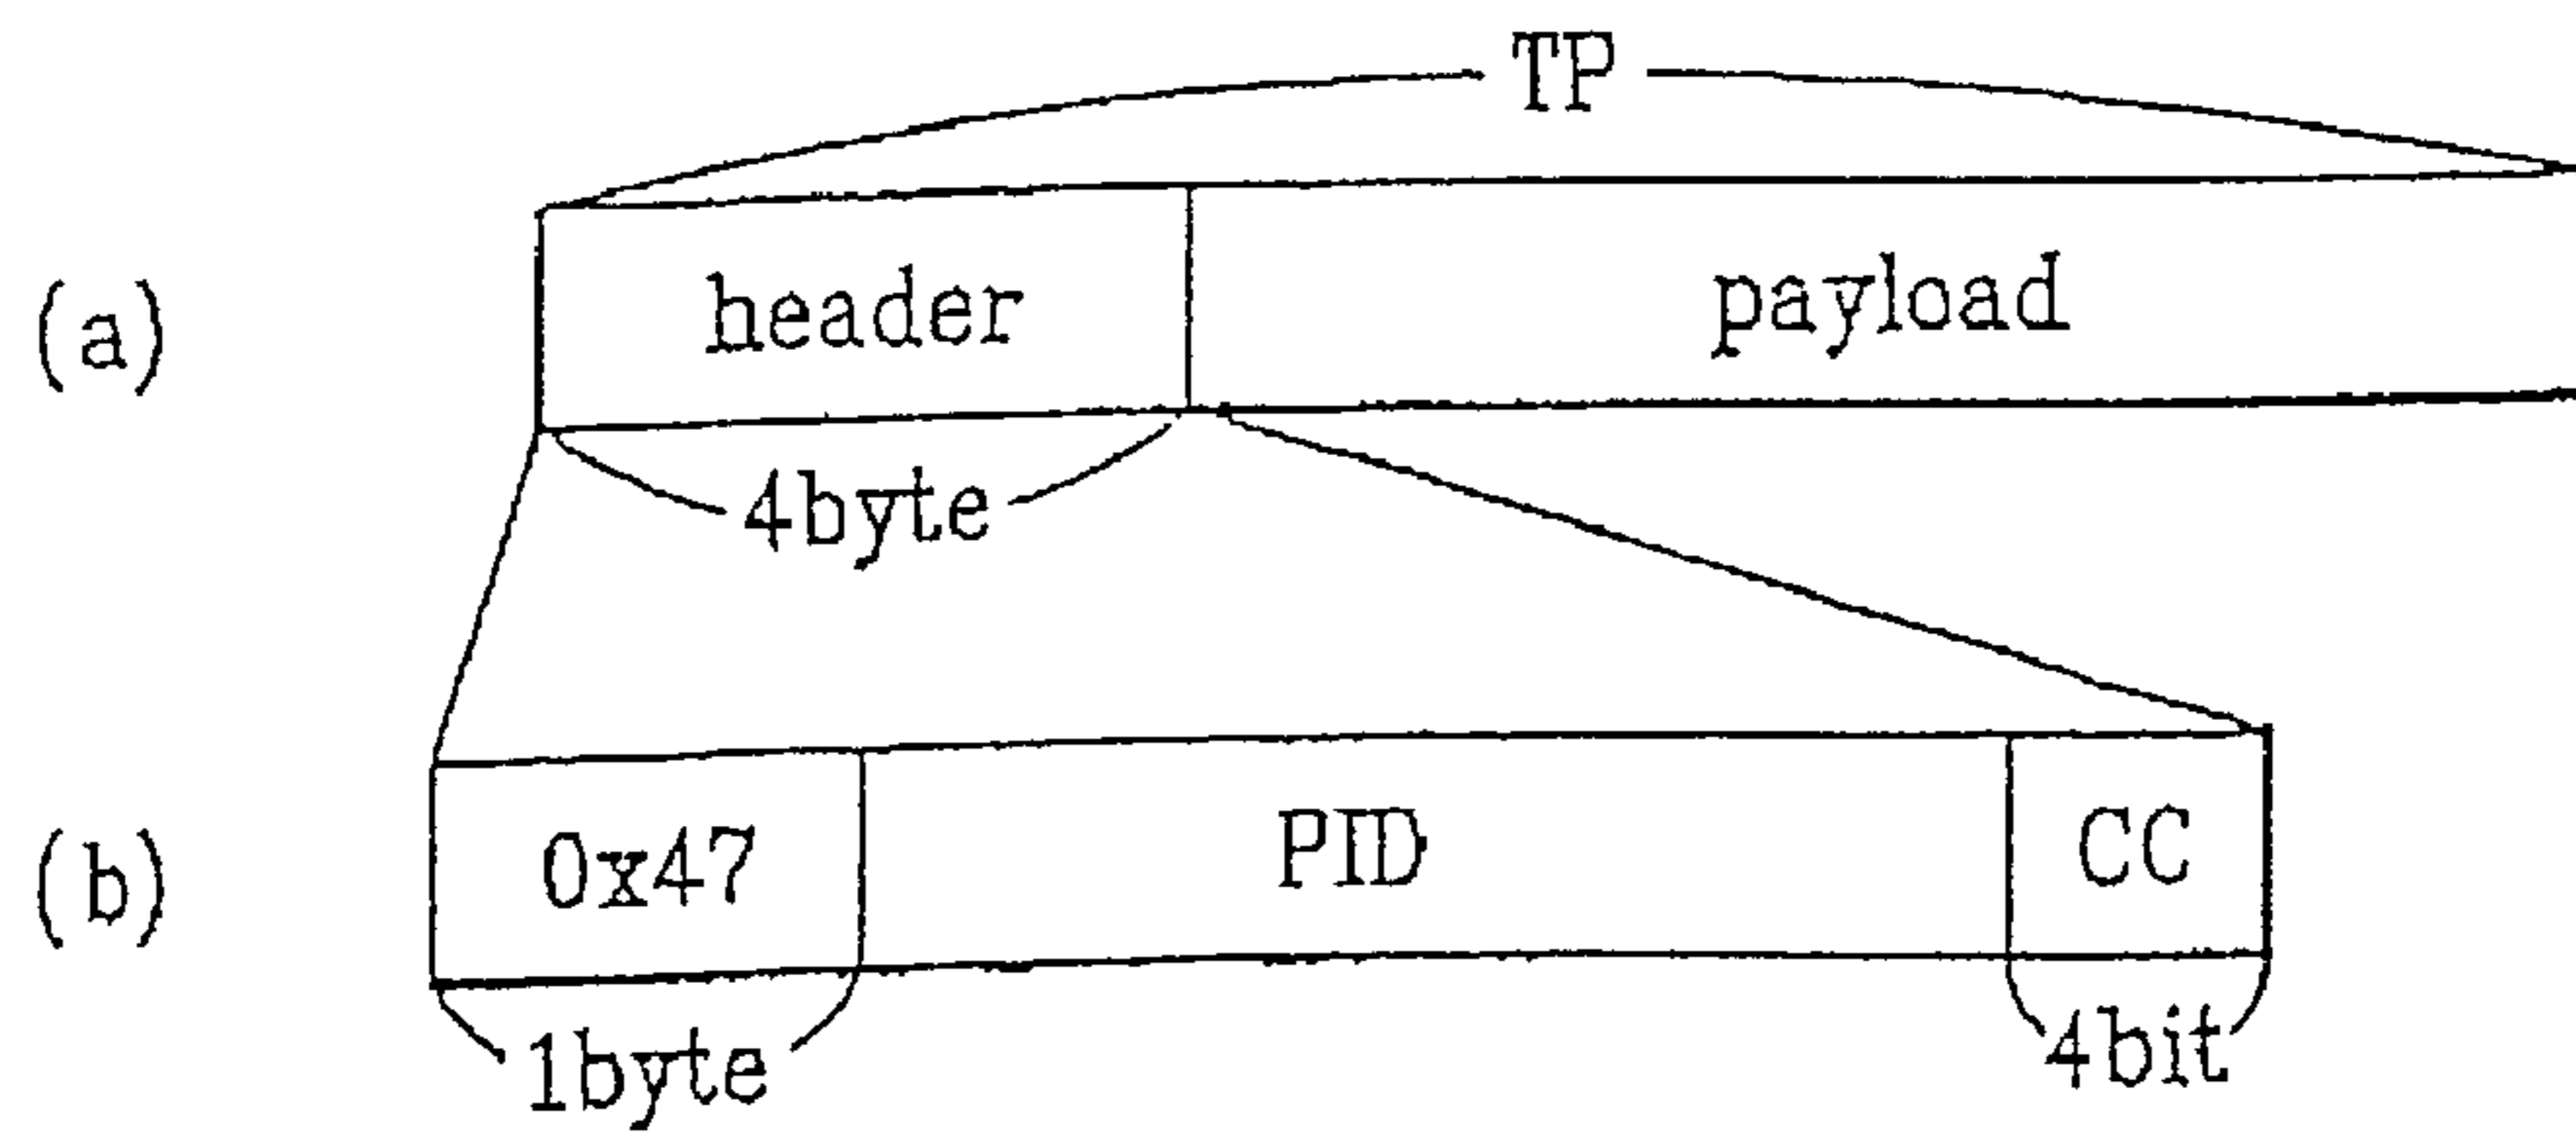 TP
(a) header payload
4byte
(b) 0x47 PID CC
1byte 4bit